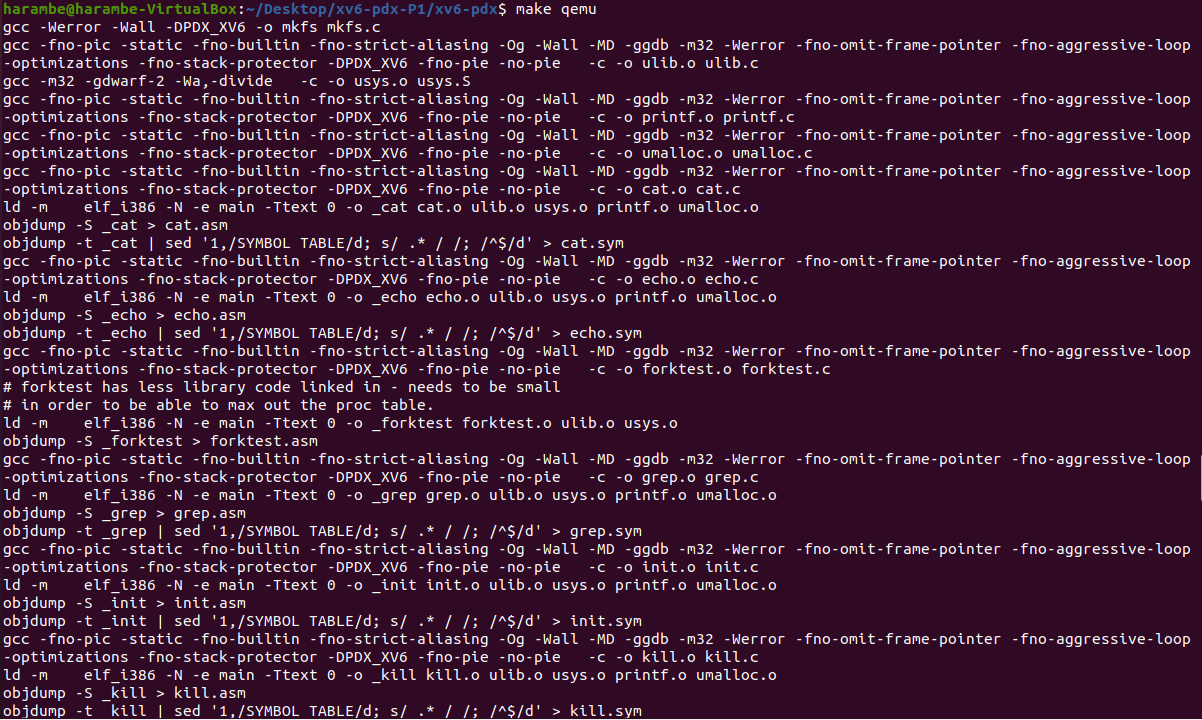 harambe@harambe-VirtualBox:~/Desktop/xv6-pdx-P1/xv6-pdx$ make qemu
gcc -Werror -Wall -DPDX_XV6 -o mkfs mkfs.c
gcc -fno-pic -static -fno-builtin -fno-strict-aliasing -Og -Wall -MD -ggdb -m32 -Werror -fno-omit-frame-pointer -fno-aggressive-loop
-optimizations -fno-stack-protector -DPDX_XV6 -fno-pie -no-pie   -c -o ulib.o ulib.c
gcc -m32 -gdwarf-2 -Wa,-divide   -c -o usys.o usys.S
gcc -fno-pic -static -fno-builtin -fno-strict-aliasing -Og -Wall -MD -ggdb -m32 -Werror -fno-omit-frame-pointer -fno-aggressive-loop
-optimizations -fno-stack-protector -DPDX_XV6 -fno-pie -no-pie   -c -o printf.o printf.c
gcc -fno-pic -static -fno-builtin -fno-strict-aliasing -Og -Wall -MD -ggdb -m32 -Werror -fno-omit-frame-pointer -fno-aggressive-loop
-optimizations -fno-stack-protector -DPDX_XV6 -fno-pie -no-pie   -c -o umalloc.o umalloc.c
gcc -fno-pic -static -fno-builtin -fno-strict-aliasing -Og -Wall -MD -ggdb -m32 -Werror -fno-omit-frame-pointer -fno-aggressive-loop
-optimizations -fno-stack-protector -DPDX_XV6 -fno-pie -no-pie   -c -o cat.o cat.c
ld -m    elf_i386 -N -e main -Ttext 0 -o _cat cat.o ulib.o usys.o printf.o umalloc.o
objdump -S _cat > cat.asm
objdump -t _cat | sed '1,/SYMBOL TABLE/d; s/ .* / /; /^$/d' > cat.sym
gcc -fno-pic -static -fno-builtin -fno-strict-aliasing -Og -Wall -MD -ggdb -m32 -Werror -fno-omit-frame-pointer -fno-aggressive-loop
-optimizations -fno-stack-protector -DPDX_XV6 -fno-pie -no-pie   -c -o echo.o echo.c
ld -m    elf_i386 -N -e main -Ttext 0 -o _echo echo.o ulib.o usys.o printf.o umalloc.o
objdump -S _echo > echo.asm
objdump -t _echo | sed '1,/SYMBOL TABLE/d; s/ .* / /; /^$/d' > echo.sym
gcc -fno-pic -static -fno-builtin -fno-strict-aliasing -Og -Wall -MD -ggdb -m32 -Werror -fno-omit-frame-pointer -fno-aggressive-loop
-optimizations -fno-stack-protector -DPDX_XV6 -fno-pie -no-pie   -c -o forktest.o forktest.c
# forktest has less library code linked in - needs to be small
# in order to be able to max out the proc table.
ld -m    elf_i386 -N -e main -Ttext 0 -o _forktest forktest.o ulib.o usys.o
objdump -S _forktest > forktest.asm
gcc -fno-pic -static -fno-builtin -fno-strict-aliasing -Og -Wall -MD -ggdb -m32 -Werror -fno-omit-frame-pointer -fno-aggressive-loop
-optimizations -fno-stack-protector -DPDX_XV6 -fno-pie -no-pie   -c -o grep.o grep.c
ld -m    elf_i386 -N -e main -Ttext 0 -o _grep grep.o ulib.o usys.o printf.o umalloc.o
objdump -S _grep > grep.asm
objdump -t _grep | sed '1,/SYMBOL TABLE/d; s/ .* / /; /^$/d' > grep.sym
gcc -fno-pic -static -fno-builtin -fno-strict-aliasing -Og -Wall -MD -ggdb -m32 -Werror -fno-omit-frame-pointer -fno-aggressive-loop
-optimizations -fno-stack-protector -DPDX_XV6 -fno-pie -no-pie   -c -o init.o init.c
ld -m    elf_i386 -N -e main -Ttext 0 -o _init init.o ulib.o usys.o printf.o umalloc.o
objdump -S _init > init.asm
objdump -t _init | sed '1,/SYMBOL TABLE/d; s/ .* / /; /^$/d' > init.sym
gcc -fno-pic -static -fno-builtin -fno-strict-aliasing -Og -Wall -MD -ggdb -m32 -Werror -fno-omit-frame-pointer -fno-aggressive-loop
-optimizations -fno-stack-protector -DPDX_XV6 -fno-pie -no-pie   -c -o kill.o kill.c
ld -m    elf_i386 -N -e main -Ttext 0 -o _kill kill.o ulib.o usys.o printf.o umalloc.o
objdump -S _kill > kill.asm
objdump -t _kill | sed '1,/SYMBOL TABLE/d; s/ .* / /; /^$/d' > kill.sym